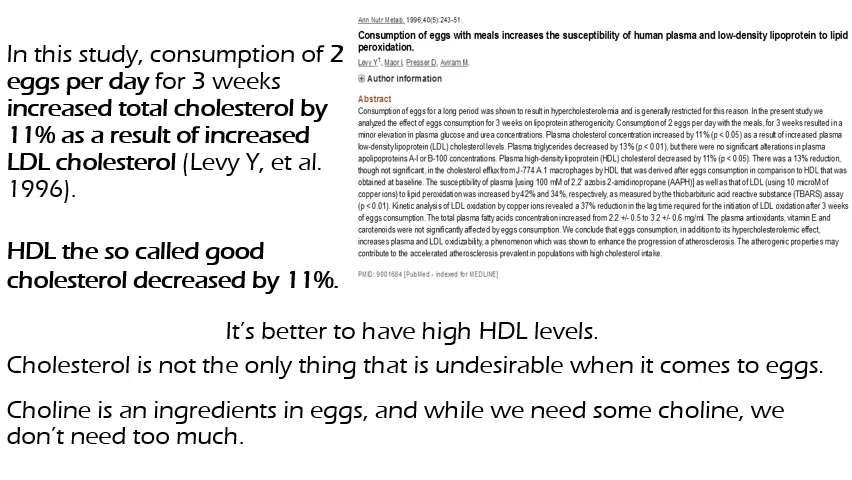 In this study, consumption of 2
eggs per day for 3 weeks
increased total cholesterol by
11% as a result of increased
LDL cholesterol (Levy Y, et al.
1996).
HDL the so called good
cholesterol decreased by 11%.
Ann Nutr Metab. 1996;40(5):243-51.
Consumption of eggs with meals increases the susceptibility of human plasma and low-density lipoprotein to lipid
peroxidation.
Levy Y1, Maor I, Presser D, Aviram M.
Author information
Abstract
Consumption of eggs for a long period was shown to result in hypercholesterolemia and is generally restricted for this reason. In the present study we
analyzed the effect of eggs consumption for 3 weeks on lipoprotein atherogenicity. Consumption of 2 eggs per day with the meals, for 3 weeks resulted in a
minor elevation in plasma glucose and urea concentrations. Plasma cholesterol concentration increased by 11% (p < 0.05) as a result of increased plasma
low-density lipoprotein (LDL) cholesterol levels. Plasma triglycerides decreased by 13% (p < 0.01), but there were no significant alterations in plasma
apolipoproteins A-I or B-100 concentrations. Plasma high-density lipoprotein (HDL) cholesterol decreased by 11% (p < 0.05). There was a 13% reduction,
though not significant, in the cholesterol efflux from J-774 A.1 macrophages by HDL that was derived after eggs consumption in comparison to HDL that was
obtained at baseline. The susceptibility of plasma [using 100 mM of 2,2' azobis 2-amidinopropane (AAPH)] as well as that of LDL (using 10 microM of
copper ions) to lipid peroxidation was increased by 42% and 34%, respectively, as measured by the thiobarbituric acid reactive substance (TBARS) assay
(p < 0.01). Kinetic analysis of LDL oxidation by copper ions revealed a 37% reduction in the lag time required for the initiation of LDL oxidation after 3 weeks
of eggs consumption. The total plasma fatty acids concentration increased from 2.2 +/- 0.5 to 3.2 +/- 0.6 mg/ml. The plasma antioxidants, vitamin E and
carotenoids were not significantly affected by eggs consumption. We conclude that eggs consumption, in addition to its hypercholesterolemic effect,
increases plasma and LDL oxidizability, a phenomenon which was shown to enhance the progression of atherosclerosis. The atherogenic properties may
contribute to the accelerated atherosclerosis prevalent in populations with high cholesterol intake.
PMID: 9001684 [PubMed - indexed for MEDLINE]
It's better to have high HDL levels.
Cholesterol is not the only thing that is undesirable when it comes to eggs.
Choline is an ingredients in eggs, and while we need some choline, we
don't need too much.